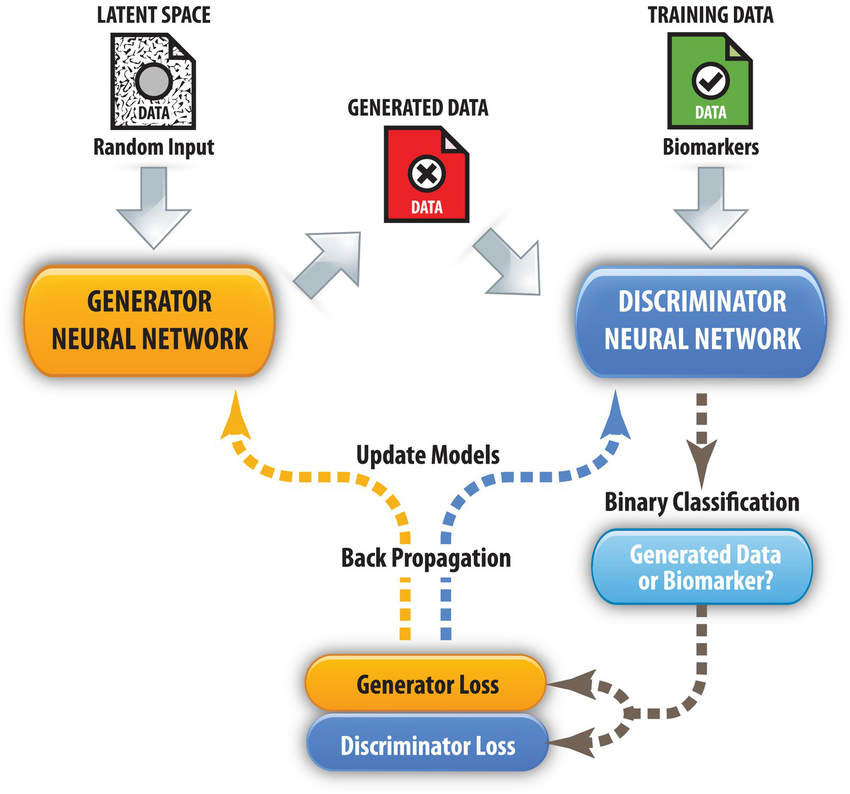 LATENT SPACE
DATA
Random Input
GENERATED DATA
DATA
TRAINING DATA
DATA
Biomarkers
GENERATOR
NEURAL NETWORK
DISCRIMINATOR
NEURAL NETWORK
Update Models
Back Propagation
Binary Classification
Generated Data
or Biomarker?
Generator Loss
Discriminator Loss